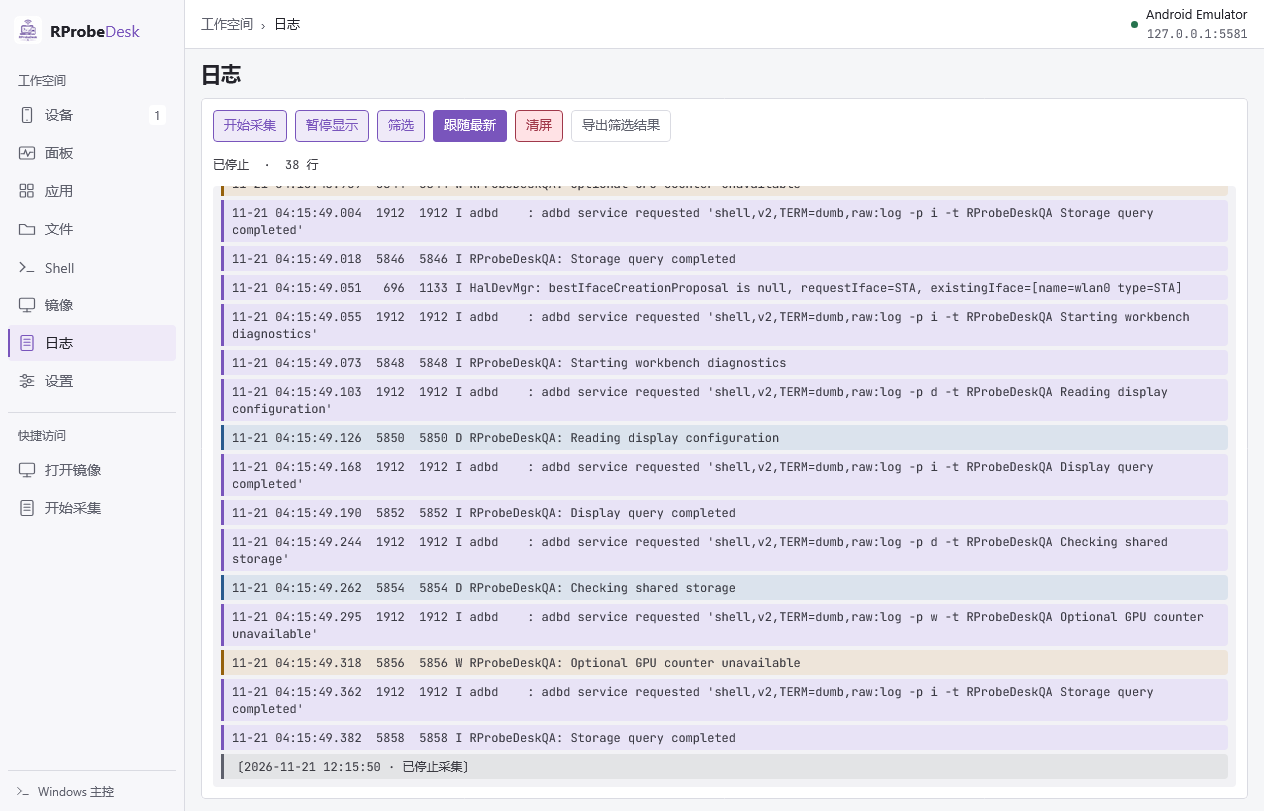 RProbeDesk
工作空间
设备 1
面板
应用
文件
Shell
镜像
日志
设置
快捷访问
打开镜像
开始采集
Windows 主控
工作空间 › 日志
Android Emulator
127.0.0.1:5581
日志
开始采集 暂停显示 筛选 跟随最新 清屏 导出筛选结果
已停止 · 38 行
11-21 04:15:49.004 1912 1912 I adbd : adbd service requested 'shell,v2,TERM=dumb,raw:log -p i -t RProbeDeskQA Storage query
completed'
11-21 04:15:49.018 5846 5846 I RProbeDeskQA: Storage query completed
11-21 04:15:49.051 696 1133 I HalDevMgr: bestIfaceCreationProposal is null, requestIface=STA, existingIface=[name=wlan0 type=STA]
11-21 04:15:49.055 1912 1912 I adbd : adbd service requested 'shell,v2,TERM=dumb,raw:log -p i -t RProbeDeskQA Starting workbench
diagnostics'
11-21 04:15:49.073 5848 5848 I RProbeDeskQA: Starting workbench diagnostics
11-21 04:15:49.103 1912 1912 I adbd : adbd service requested 'shell,v2,TERM=dumb,raw:log -p d -t RProbeDeskQA Reading display
configuration'
11-21 04:15:49.126 5850 5850 D RProbeDeskQA: Reading display configuration
11-21 04:15:49.168 1912 1912 I adbd : adbd service requested 'shell,v2,TERM=dumb,raw:log -p i -t RProbeDeskQA Display query
completed'
11-21 04:15:49.190 5852 5852 I RProbeDeskQA: Display query completed
11-21 04:15:49.244 1912 1912 I adbd : adbd service requested 'shell,v2,TERM=dumb,raw:log -p d -t RProbeDeskQA Checking shared
storage'
11-21 04:15:49.262 5854 5854 D RProbeDeskQA: Checking shared storage
11-21 04:15:49.295 1912 1912 I adbd : adbd service requested 'shell,v2,TERM=dumb,raw:log -p w -t RProbeDeskQA Optional GPU counter
unavailable'
11-21 04:15:49.318 5856 5856 W RProbeDeskQA: Optional GPU counter unavailable
11-21 04:15:49.362 1912 1912 I adbd : adbd service requested 'shell,v2,TERM=dumb,raw:log -p i -t RProbeDeskQA Storage query
completed'
11-21 04:15:49.382 5858 5858 I RProbeDeskQA: Storage query completed
[2026-11-21 12:15:50 · 已停止采集]